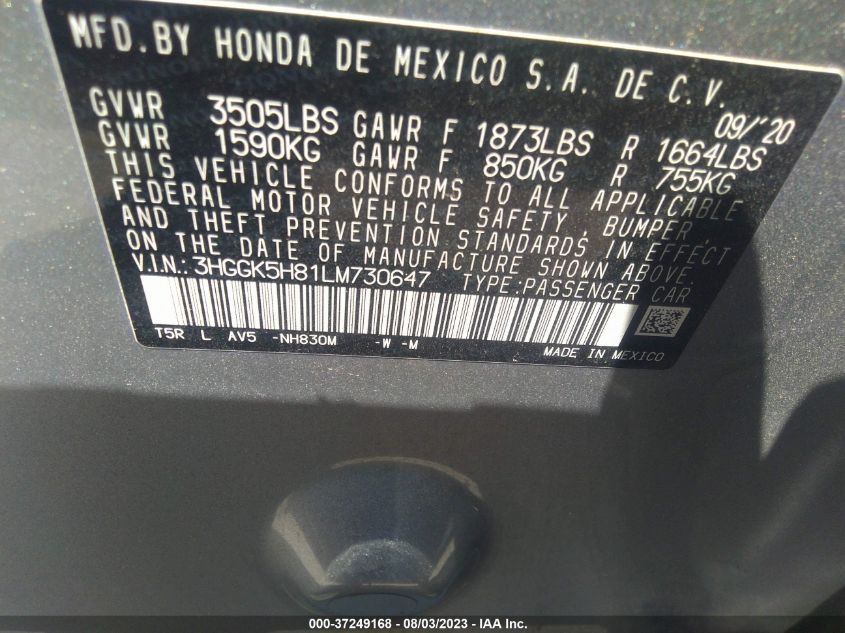 MFD.BY HONDA DE MEXICO S.A. DE C.V.
09/'20
GVWR 3505LBS GAWR F 1873LBS R 1664LBS
GVWR 1590KG GAWR F 850KG R 755KG
THIS VEHICLE CONFORMS TO ALL APPLICABLE
FEDERAL MOTOR VEHICLE SAFETY, BUMPER,
AND THEFT PREVENTION STANDARDS IN EFFECT
ON THE DATE OF MANUFACTURE SHOWN ABOVE.
V.I.N.: 3HGGK5H81LM730647 TYPE:PASSENGER CAR
T5R L AV5 -NH830M -W -M
MADE IN MEXICO
000-37249168 - 08/03/2023 - IAA Inc.